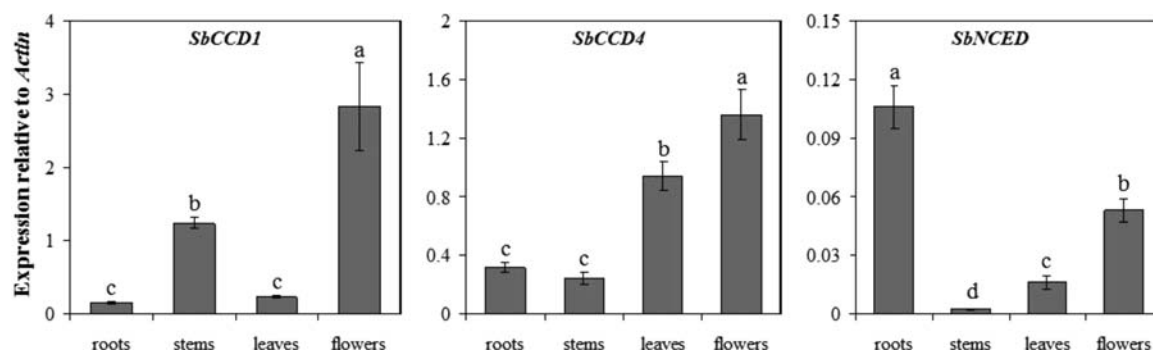 Expression relative to Actin
SbCCD1
4
3
2
1
0
c
b
c
a
roots stems leaves flowers
SbCCD4
2
1.6
1.2
0.8
0.4
0
c
c
b
a
roots stems leaves flowers
SbNCED
0.15
0.12
0.09
0.06
0.03
0
a
d
c
b
roots stems leaves flowers